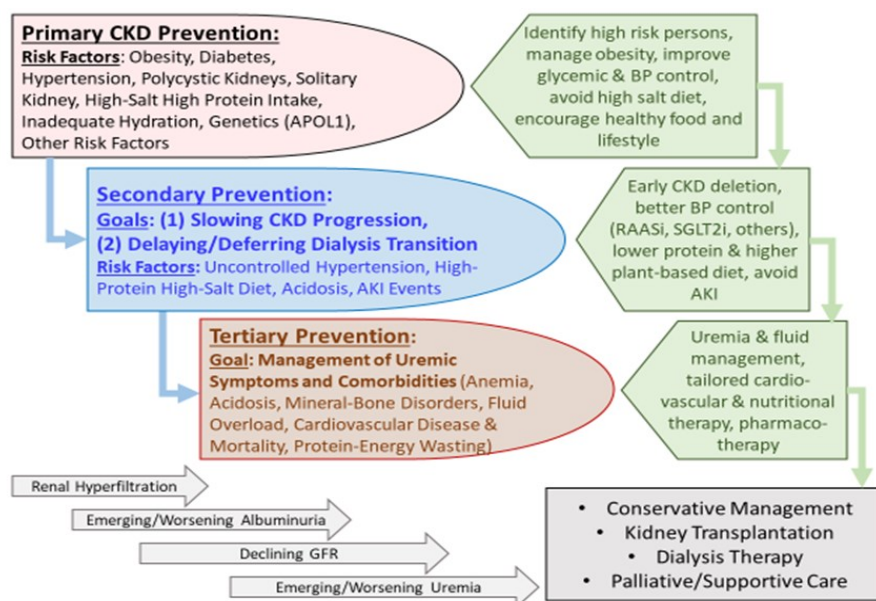 Primary CKD Prevention:
Risk Factors: Obesity, Diabetes,
Hypertension, Polycystic Kidneys, Solitary
Kidney, High-Salt High Protein Intake,
Inadequate Hydration, Genetics (APOL1),
Other Risk Factors
Identify high risk persons,
manage obesity, improve
glycemic & BP control,
avoid high salt diet,
encourage healthy food and
lifestyle
Secondary Prevention:
Goals: (1) Slowing CKD Progression,
(2) Delaying/Deferring Dialysis Transition
Risk Factors: Uncontrolled Hypertension, High-
Protein High-Salt Diet, Acidosis, AKI Events
Early CKD deletion,
better BP control
(RAASi, SGLT2i, others),
lower protein & higher
plant-based diet, avoid
AKI
Tertiary Prevention:
Goal: Management of Uremic
Symptoms and Comorbidities (Anemia,
Acidosis, Mineral-Bone Disorders, Fluid
Overload, Cardiovascular Disease &
Mortality, Protein-Energy Wasting)
Uremia & fluid
management,
tailored cardio-
vascular &
nutritional
therapy, pharmaco-
therapy
Renal Hyperfiltration
Emerging/Worsening Albuminuria
Declining GFR
Emerging/Worsening Uremia
• Conservative Management
• Kidney Transplantation
• Dialysis Therapy
• Palliative/Supportive Care